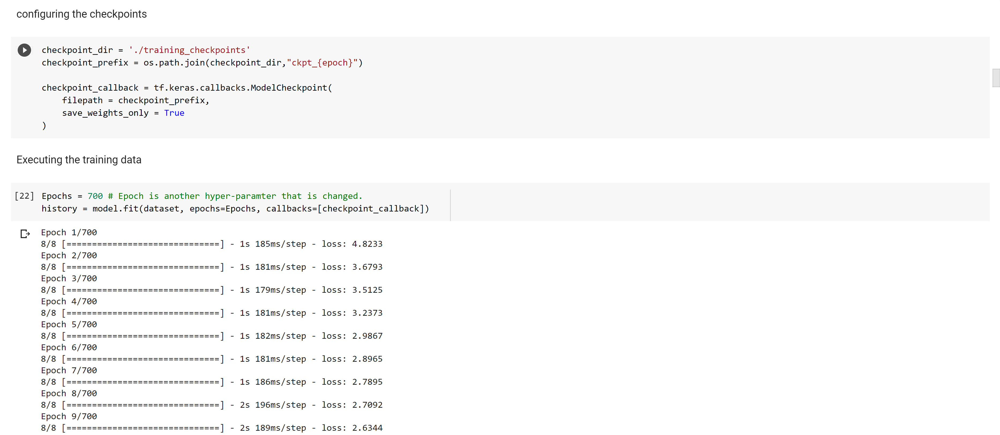 configuring the checkpoints
checkpoint_dir = './training_checkpoints'
checkpoint_prefix = os.path.join(checkpoint_dir,"ckpt_{epoch}")
checkpoint_callback = tf.keras.callbacks.ModelCheckpoint(
    filepath = checkpoint_prefix,
    save_weights_only = True
)
Executing the training data
[22] Epochs = 700 # Epoch is another hyper-paramter that is changed.
history = model.fit(dataset, epochs=Epochs, callbacks=[checkpoint_callback])
Epoch 1/700
8/8 [==============================] - 1s 185ms/step - loss: 4.8233
Epoch 2/700
8/8 [==============================] - 1s 181ms/step - loss: 3.6793
Epoch 3/700
8/8 [==============================] - 1s 179ms/step - loss: 3.5125
Epoch 4/700
8/8 [==============================] - 1s 181ms/step - loss: 3.2373
Epoch 5/700
8/8 [==============================] - 1s 182ms/step - loss: 2.9867
Epoch 6/700
8/8 [==============================] - 1s 181ms/step - loss: 2.8965
Epoch 7/700
8/8 [==============================] - 1s 186ms/step - loss: 2.7895
Epoch 8/700
8/8 [==============================] - 2s 196ms/step - loss: 2.7092
Epoch 9/700
8/8 [==============================] - 2s 189ms/step - loss: 2.6344